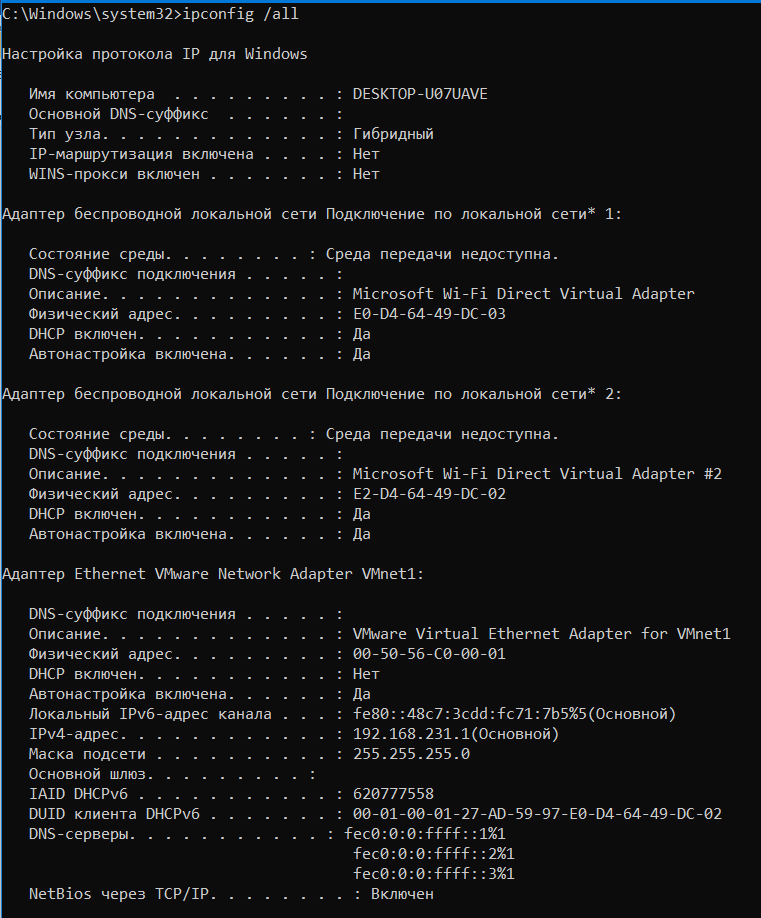 C:\Windows\system32>ipconfig /all
Настройка протокола IP для Windows
Имя компьютера  . . . . . . . . . : DESKTOP-U07UAVE
Основной DNS-суффикс  . . . . . . :
Тип узла. . . . . . . . . . . . . : Гибридный
IP-маршрутизация включена . . . . : Нет
WINS-прокси включен . . . . . . . : Нет
Адаптер беспроводной локальной сети Подключение по локальной сети* 1:
Состояние среды. . . . . . . . : Среда передачи недоступна.
DNS-суффикс подключения . . . . . :
Описание. . . . . . . . . . . . . : Microsoft Wi-Fi Direct Virtual Adapter
Физический адрес. . . . . . . . . : E0-D4-64-49-DC-03
DHCP включен. . . . . . . . . . . : Да
Автонастройка включена. . . . . . : Да
Адаптер беспроводной локальной сети Подключение по локальной сети* 2:
Состояние среды. . . . . . . . : Среда передачи недоступна.
DNS-суффикс подключения . . . . . :
Описание. . . . . . . . . . . . . : Microsoft Wi-Fi Direct Virtual Adapter #2
Физический адрес. . . . . . . . . : E2-D4-64-49-DC-02
DHCP включен. . . . . . . . . . . : Да
Автонастройка включена. . . . . . : Да
Адаптер Ethernet VMware Network Adapter VMnet1:
DNS-суффикс подключения . . . . . :
Описание. . . . . . . . . . . . . : VMware Virtual Ethernet Adapter for VMnet1
Физический адрес. . . . . . . . . : 00-50-56-C0-00-01
DHCP включен. . . . . . . . . . . : Нет
Автонастройка включена. . . . . . : Да
Локальный IPv6-адрес канала . . . : fe80::48c7:3cdd:fc71:7b5%5(Основной)
IPv4-адрес. . . . . . . . . . . . : 192.168.231.1(Основной)
Маска подсети . . . . . . . . . . : 255.255.255.0
Основной шлюз. . . . . . . . . :
IAID DHCPv6 . . . . . . . . . . . : 620777558
DUID клиента DHCPv6 . . . . . . . : 00-01-00-01-27-AD-59-97-E0-D4-64-49-DC-02
DNS-серверы. . . . . . . . . . . : fec0:0:0:ffff::1%1
fec0:0:0:ffff::2%1
fec0:0:0:ffff::3%1
NetBios через TCP/IP. . . . . . . . : Включен